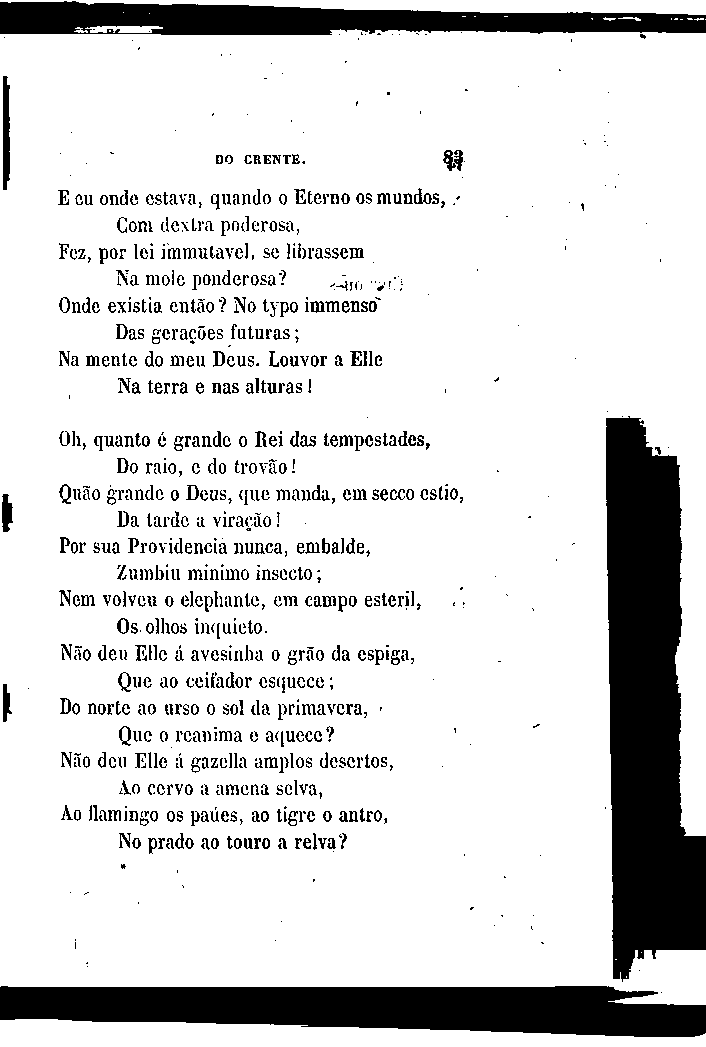 DO CRENTE.
E eu onde estava, quando o Eterno os mundos,
Com dextra poderosa,
Fez, por lei immutavel, se librassem
Na mole ponderosa?
Onde existia então? No typo immenso
Das gerações futuras;
Na mente do meu Deus. Louvor a Elle
Na terra e nas alturas!
Oh, quanto é grande o Rei das tempestades,
Do raio, e do trovão!
Quão grande o Deus, que manda, em secco estio,
Da tarde a viração!
Por sua Providencia nunca, embalde,
Zumbiu minimo insecto;
Nem volveu o elephante, em campo esteril,
Os olhos inquieto.
Não deu Elle á avesinha o grão da espiga,
Que ao ceifador esquece;
Do norte ao urso o sol da primavera,
Que o reanima e aquece?
Não deu Elle á gazella amplos desertos,
Ao cervo a amena selva,
Ao flamingo os paúes, ao tigre o antro,
No prado ao touro a relva?